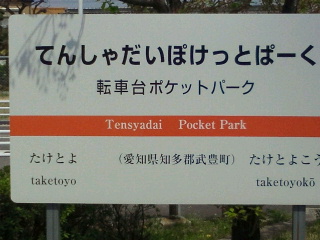 てんしゃだいぽけっとぱーく
転車台ポケットパーク
Tensyadai Pocket Park
たけとよ (愛知県知多郡武豊町) たけとよこう
taketoyo taketoyokō